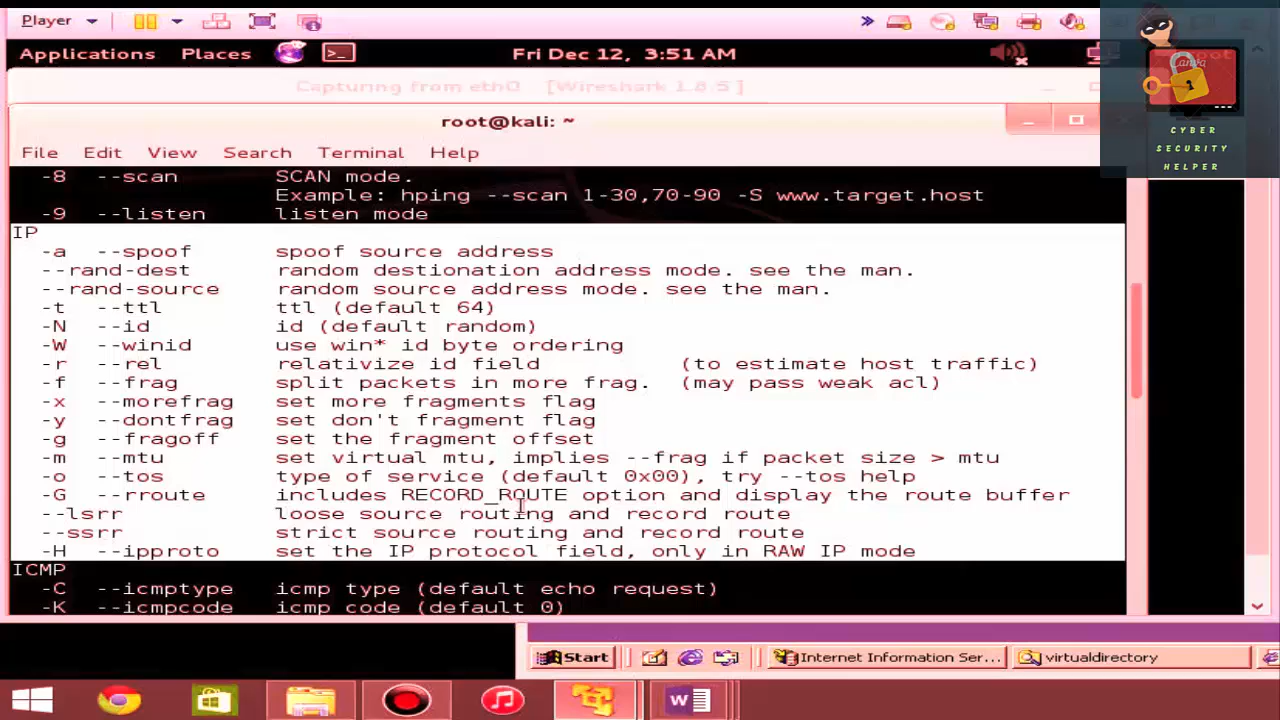 Player
Applications Places Fri Dec 12, 3:51 AM
Capturing from eth0 [Wireshark 1.8.5]
root@kali: ~
File Edit View Search Terminal Help
Canva
CYBER
SECURITY
HELPER
-8 --scan SCAN mode.
Example: hping --scan 1-30,70-90 -S www.target.host
-9 --listen listen mode
IP
-a --spoof spoof source address
--rand-dest random destionation address mode. see the man.
--rand-source random source address mode. see the man.
-t --ttl ttl (default 64)
-N --id id (default random)
-W --winid use win* id byte ordering
-r --rel relativize id field (to estimate host traffic)
-f --frag split packets in more frag. (may pass weak acl)
-x --morefrag set more fragments flag
-y --dontfrag set don't fragment flag
-g --fragoff set the fragment offset
-m --mtu set virtual mtu, implies --frag if packet size > mtu
-o --tos type of service (default 0x00), try --tos help
-G --rroute includes RECORD_ROUTE option and display the route buffer
--lsrr loose source routing and record route
--ssrr strict source routing and record route
-H --ipproto set the IP protocol field, only in RAW IP mode
ICMP
-C --icmptype icmp type (default echo request)
-K --icmpcode icmp code (default 0)
Start Internet Information Ser... virtualdirectory